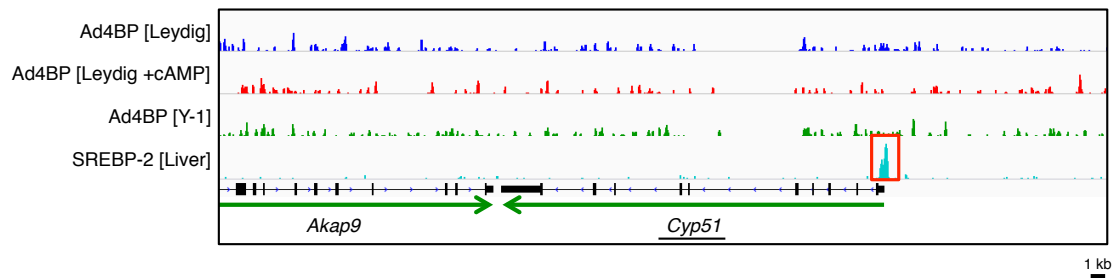 Ad4BP [Leydig]
Ad4BP [Leydig +cAMP]
Ad4BP [Y-1]
SREBP-2 [Liver]
Akap9 Cyp51
1 kb